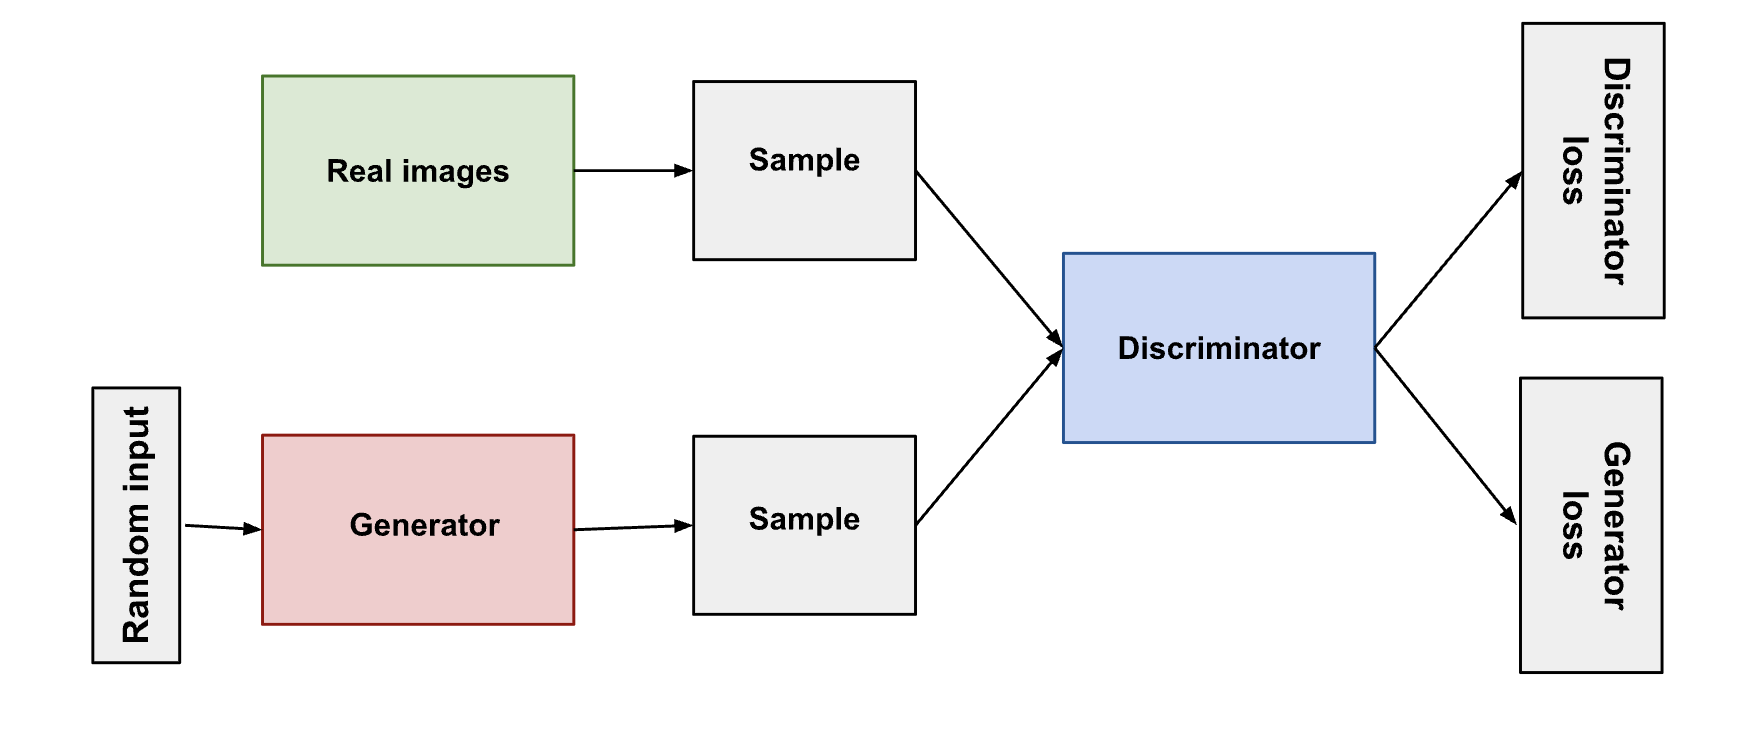 Real images
Sample
Discriminator
loss
Discriminator
Random input
Generator
Sample
Generator
loss